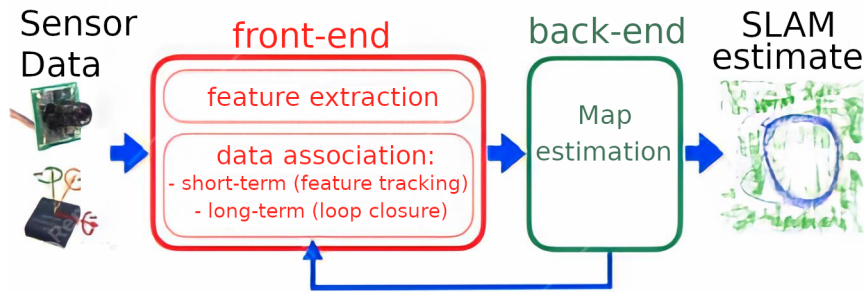 Sensor
Data
front-end
feature extraction
data association:
- short-term (feature tracking)
- long-term (loop closure)
back-end
Map
estimation
SLAM
estimate